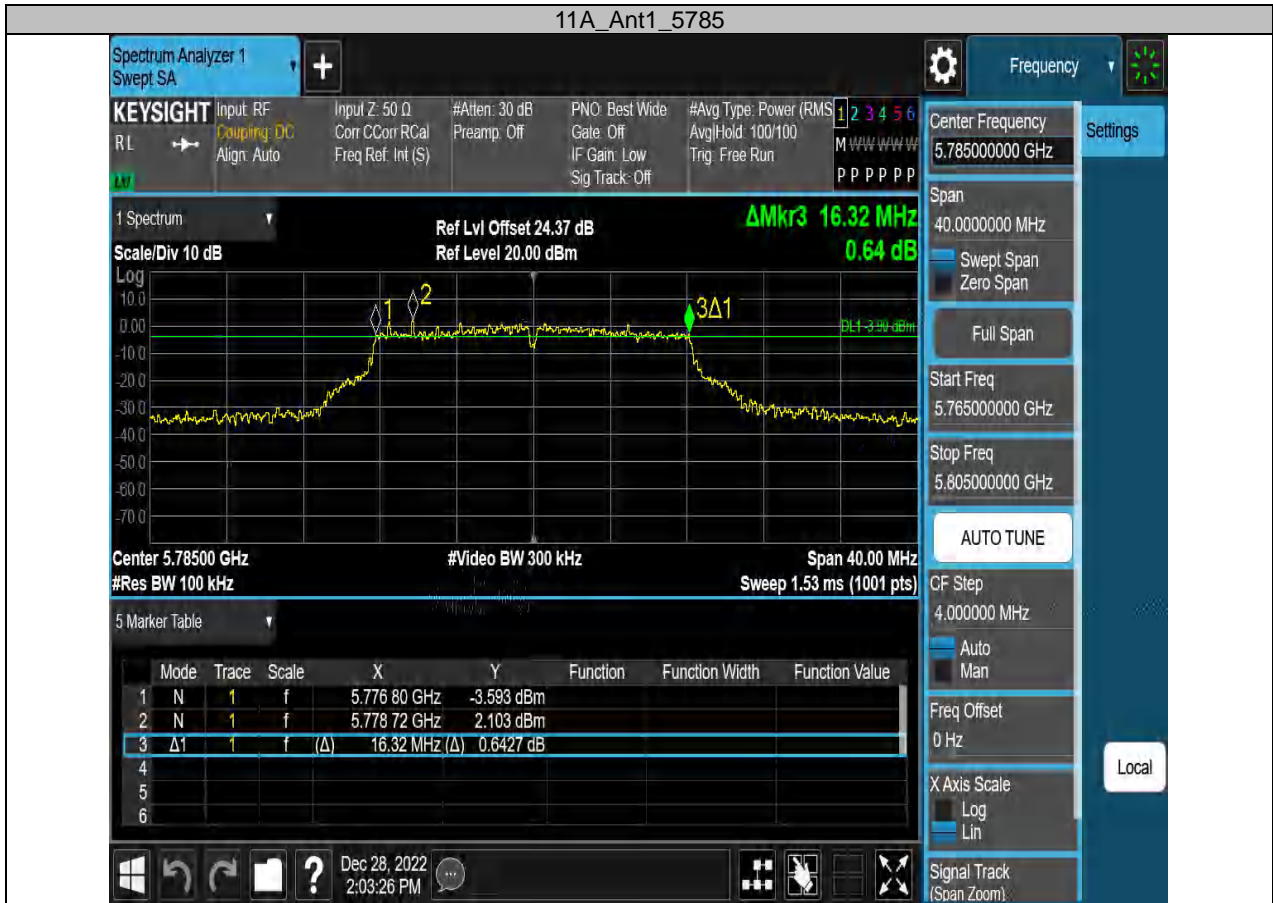 11A_Ant1_5785
Spectrum Analyzer 1
Swept SA
+
Frequency
KEYSIGHT
RL
LXI
Input: RF
Coupling: DC
Align: Auto
Input Z: 50 Ω
Corr CCorr RCal
Freq Ref: Int (S)
#Atten: 30 dB
Preamp: Off
PNO: Best Wide
Gate: Off
IF Gain: Low
Sig Track: Off
#Avg Type: Power (RMS
Avg|Hold: 100/100
Trig: Free Run
1 2 3 4 5 6
M W W W W W
P P P P P P
1 Spectrum
Scale/Div 10 dB
Ref Lvl Offset 24.37 dB
Ref Level 20.00 dBm
ΔMkr3 16.32 MHz
0.64 dB
Log
10.0
0.00
-10.0
-20.0
-30.0
-40.0
-50.0
-60.0
-70.0
1
2
3Δ1
DL1 -3.90 dBm
Center 5.78500 GHz
#Video BW 300 kHz
Span 40.00 MHz
#Res BW 100 kHz
Sweep 1.53 ms (1001 pts)
5 Marker Table
Mode Trace Scale X Y Function Function Width Function Value
1 N 1 f 5.776 80 GHz -3.593 dBm
2 N 1 f 5.778 72 GHz 2.103 dBm
3 Δ1 1 f (Δ) 16.32 MHz (Δ) 0.6427 dB
4
5
6
?
Dec 28, 2022
2:03:26 PM
Center Frequency
5.785000000 GHz
Settings
Span
40.0000000 MHz
Swept Span
Zero Span
Full Span
Start Freq
5.765000000 GHz
Stop Freq
5.805000000 GHz
AUTO TUNE
CF Step
4.000000 MHz
Auto
Man
Freq Offset
0 Hz
X Axis Scale
Log
Lin
Local
Signal Track
(Span Zoom)